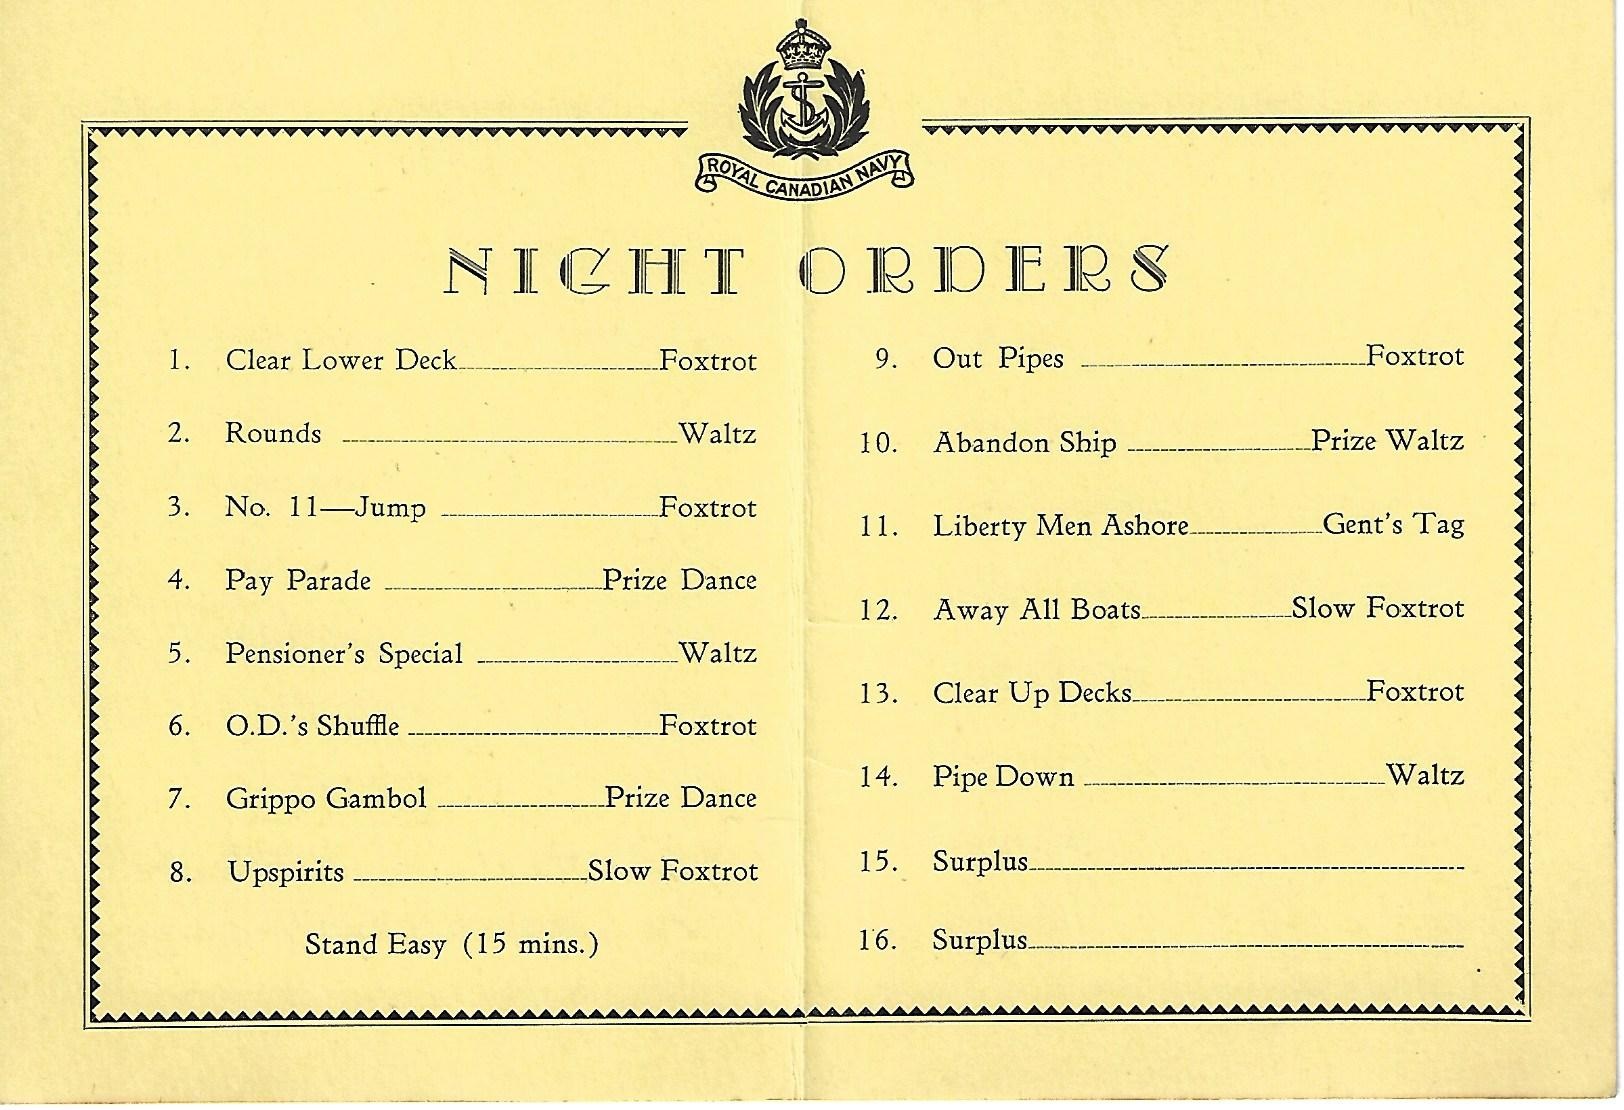 ROYAL CANADIAN NAVY
NIGHT ORDERS
1. Clear Lower Deck Foxtrot
2. Rounds Waltz
3. No. 11—Jump Foxtrot
4. Pay Parade Prize Dance
5. Pensioner's Special Waltz
6. O.D.'s Shuffle Foxtrot
7. Grippo Gambol Prize Dance
8. Upspirits Slow Foxtrot
Stand Easy (15 mins.)
9. Out Pipes Foxtrot
10. Abandon Ship Prize Waltz
11. Liberty Men Ashore Gent's Tag
12. Away All Boats Slow Foxtrot
13. Clear Up Decks Foxtrot
14. Pipe Down Waltz
15. Surplus
16. Surplus